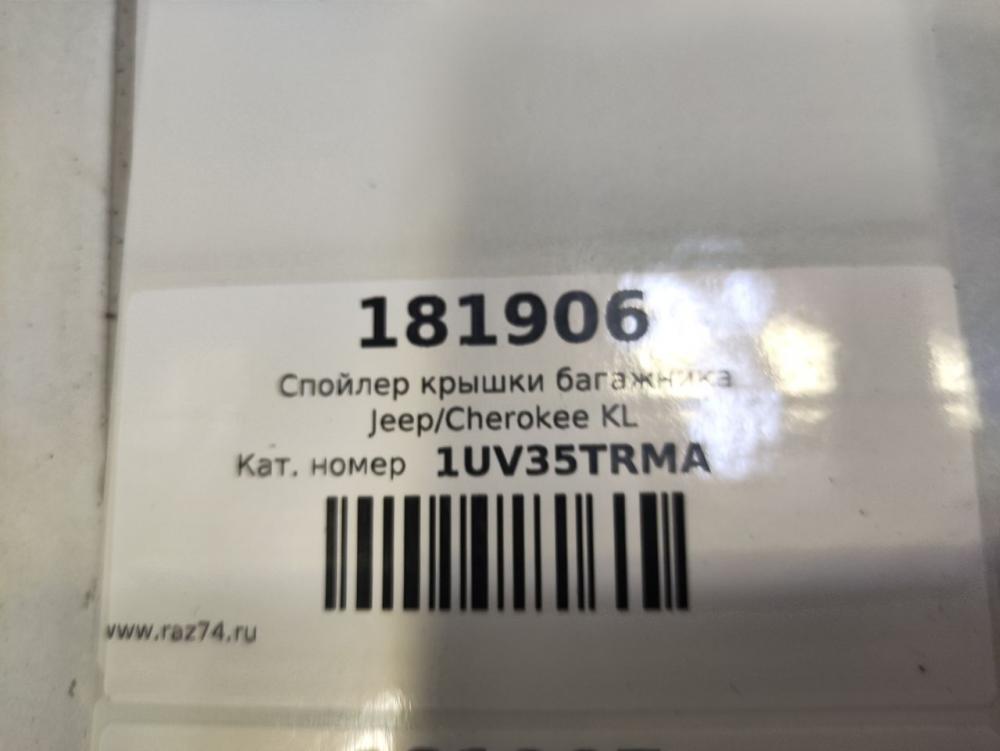 181906
Спойлер крышки багажника
Jeep/Cherokee KL
Кат. номер 1UV35TRMA
www.raz74.ru